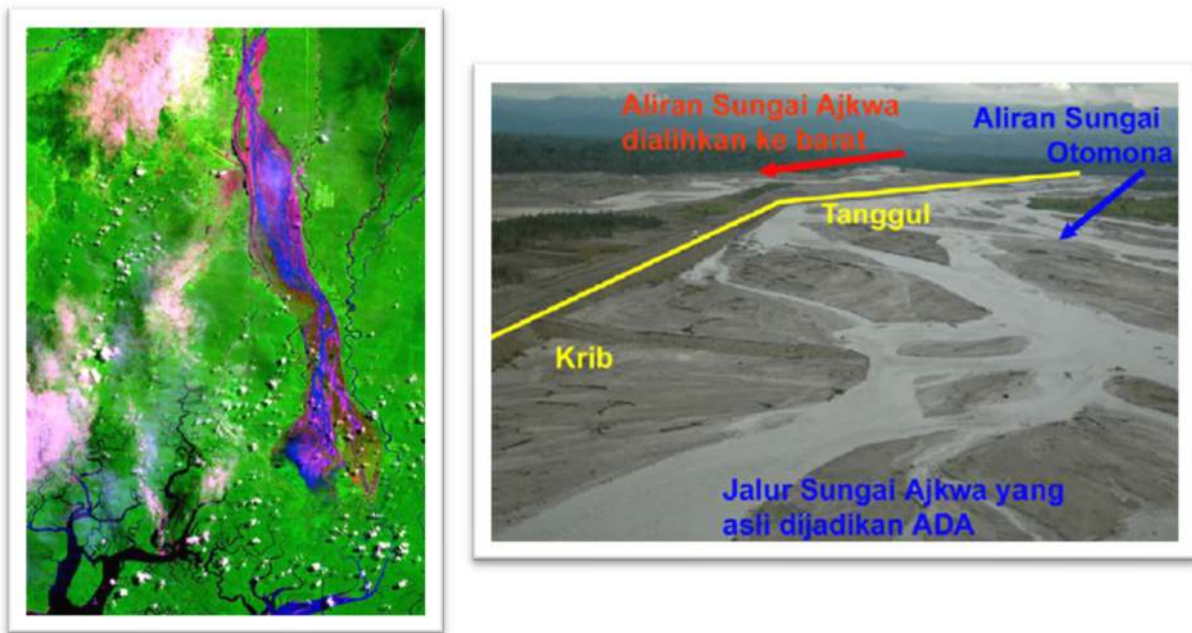 Aliran Sungai Ajkwa
dialihkan ke barat
Aliran Sungai
Otomona
Tanggul
Krib
Jalur Sungai Ajkwa yang
asli dijadikan ADA